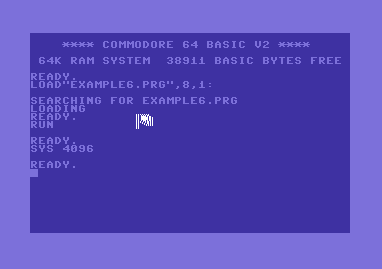 **** COMMODORE 64 BASIC V2 ****
64K RAM SYSTEM 38911 BASIC BYTES FREE
READY.
LOAD"EXAMPLE6.PRG",8,1:
SEARCHING FOR EXAMPLE6.PRG
LOADING
READY.
RUN
READY.
SYS 4096
READY.